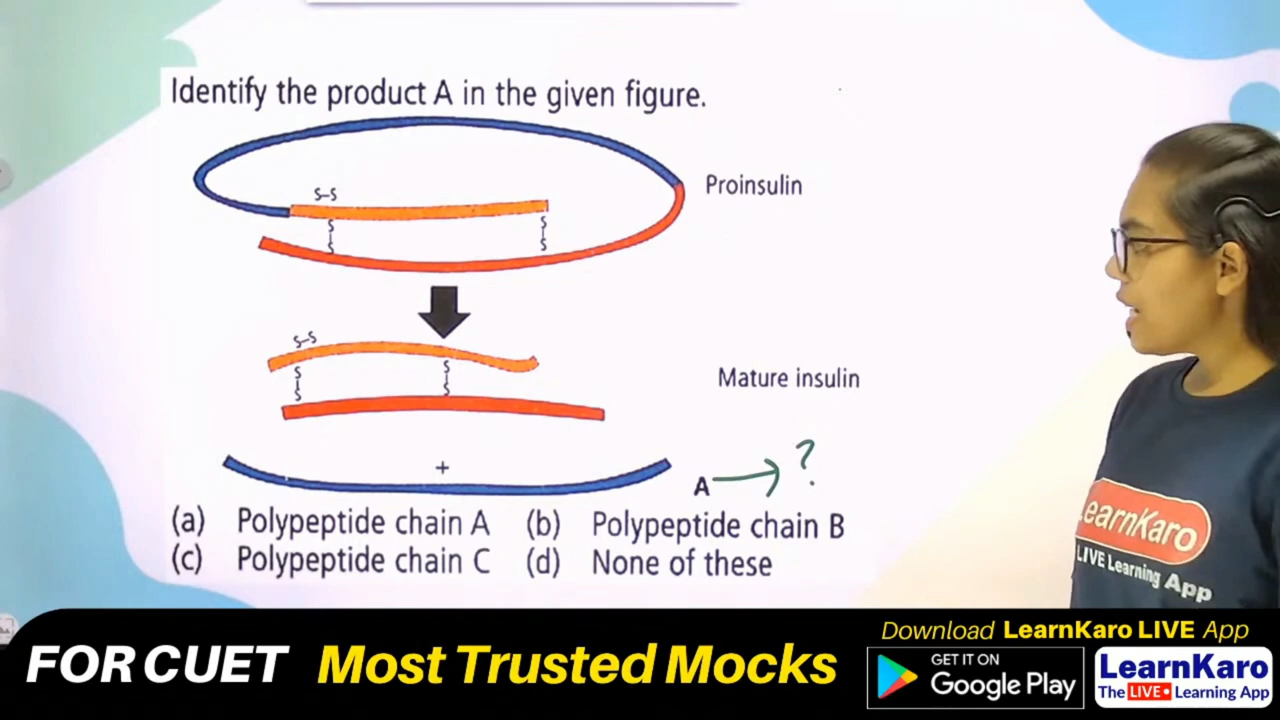 Identify the product A in the given figure.
S-S
Proinsulin
S
S
S
S
S-S
S
S
S
S
Mature insulin
+
A → ?
(a) Polypeptide chain A (b) Polypeptide chain B
(c) Polypeptide chain C (d) None of these
LearnKaro
LIVE Learning App
FOR CUET Most Trusted Mocks
Download LearnKaro LIVE App
GET IT ON
Google Play
LearnKaro
The LIVE Learning App